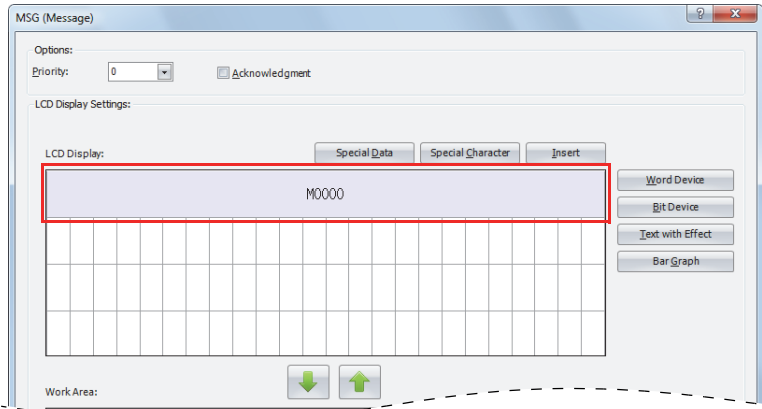 MSG (Message)
Options:
Priority: 0 Acknowledgment
LCD Display Settings:
LCD Display: Special Data Special Character Insert
M0000
Word Device
Bit Device
Text with Effect
Bar Graph
Work Area: